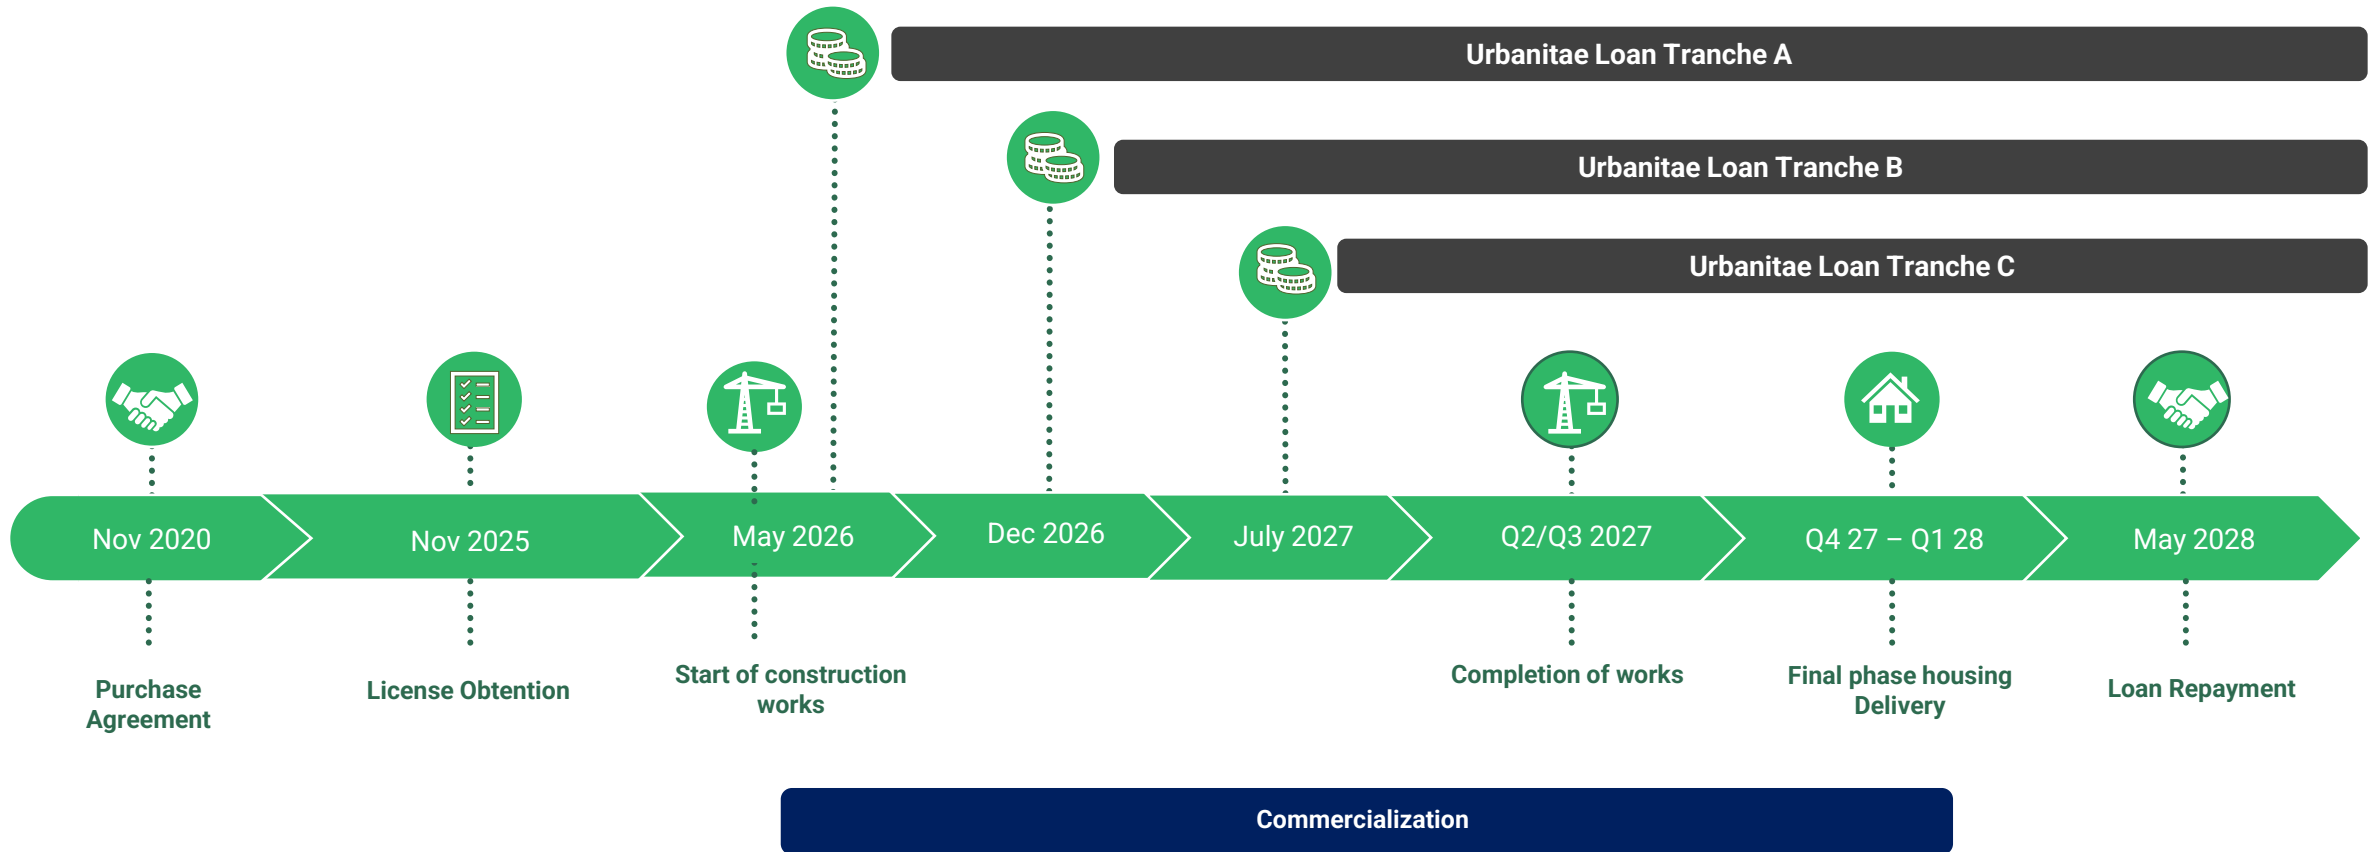 Urbanitae Loan Tranche A
Urbanitae Loan Tranche B
Urbanitae Loan Tranche C
Nov 2020
Nov 2025
May 2026
Dec 2026
July 2027
Q2/Q3 2027
Q4 27 – Q1 28
May 2028
Purchase
Agreement
License Obtention
Start of construction
works
Completion of works
Final phase housing
Delivery
Loan Repayment
Commercialization